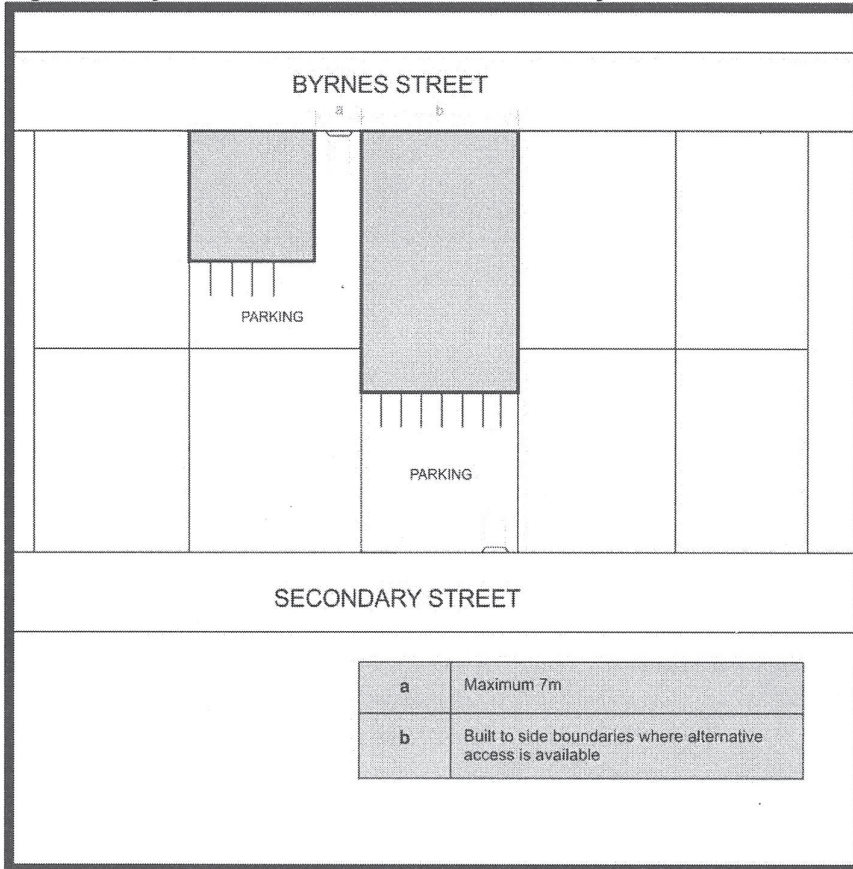 BYRNES STREET
a b
PARKING
PARKING
SECONDARY STREET
a Maximum 7m
b Built to side boundaries where alternative
access is available